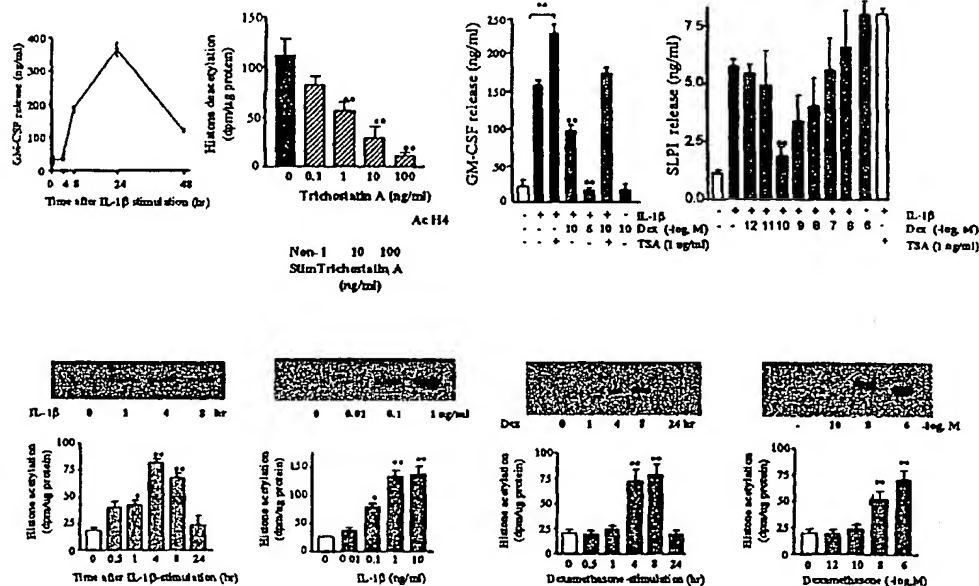 GM-CSF release (ng/ml)
400
300
200
100
0
0 4 8 24 48
Time after IL-1β stimulation (hr)
Histone deacetylation
(dpm/µg protein)
150
100
50
0
**
**
**
0 0.1 1 10 100
Trichostatin A (ng/ml)
Ac H4
Non- 1 10 100
Stim Trichostatin A
(ng/ml)
GM-CSF release (ng/ml)
250
200
150
100
50
0
**
**
**
- + + + + + -
IL-1β
- - - 10 6 10 10
Dex (-log, M)
- - + - - + -
TSA (1 ng/ml)
SLPI release (ng/ml)
7.5
5.0
2.5
0.0
**
- + + + + + + + + + +
IL-1β
- - 12 11 10 9 8 7 8 6 -
Dex (-log, M)
+
TSA (1 ng/ml)
IL-1β 0 1 4 8 hr
0 0.01 0.1 1 ng/ml
Dex 0 1 4 8 24 hr
- 10 8 6 -log, M
Histone acetylation
(dpm/ug protein)
100
75
50
25
0
*
**
*
0 0.5 1 4 8 24
Time after IL-1β-stimulation (hr)
Histone acetylation
(dpm/ug protein)
150
100
50
0
*
**
**
0 0.01 0.1 1 10
IL-1β (ng/ml)
Histone acetylation
(dpm/ug protein)
100
75
50
25
0
**
**
0 0.5 1 4 8 24
Dexamethasone-stimulation (hr)
Histone acetylation
(dpm/ug protein)
100
75
50
25
0
**
**
0 12 10 8 6
Dexamethasone (-log, M)